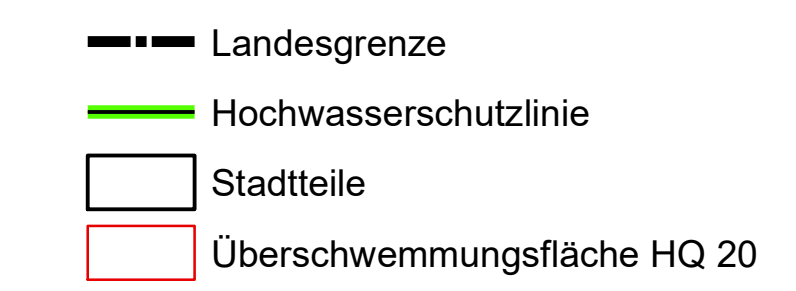 Landesgrenze
Hochwasserschutzlinie
Stadtteile
Überschwemmungsfläche HQ 20